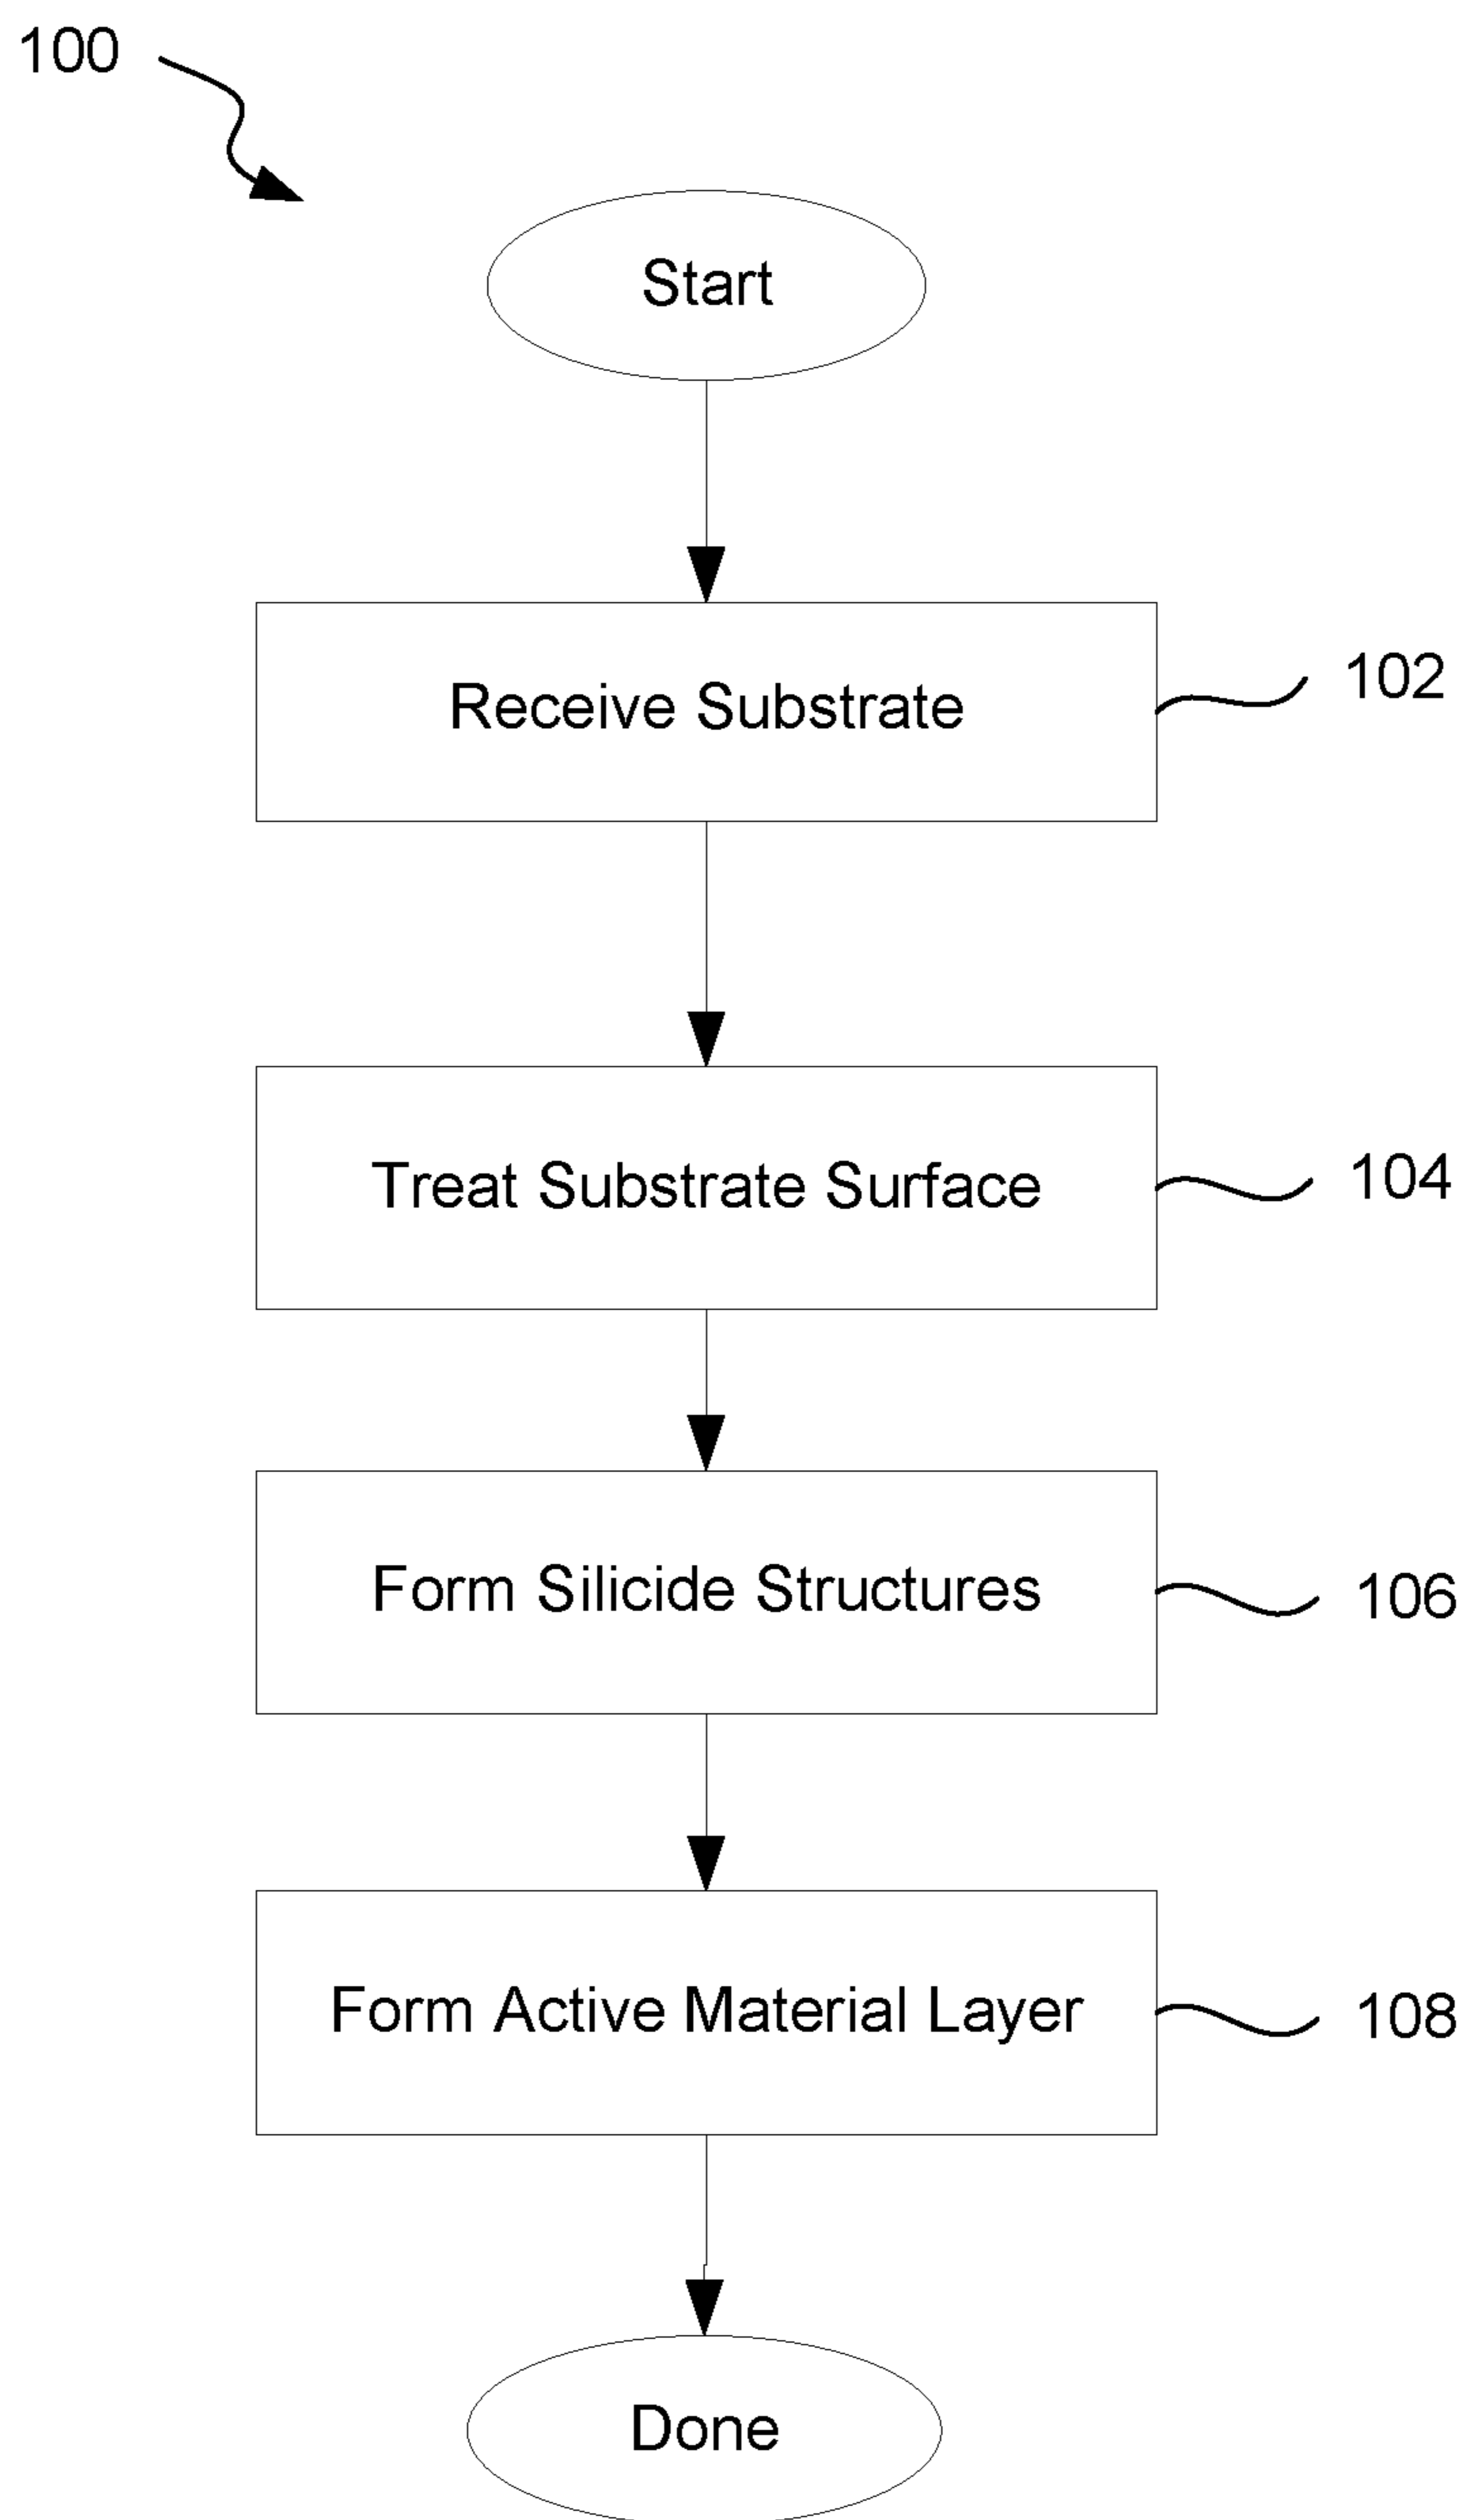 100
Start
Receive Substrate
102
Treat Substrate Surface
104
Form Silicide Structures
106
Form Active Material Layer
108
Done